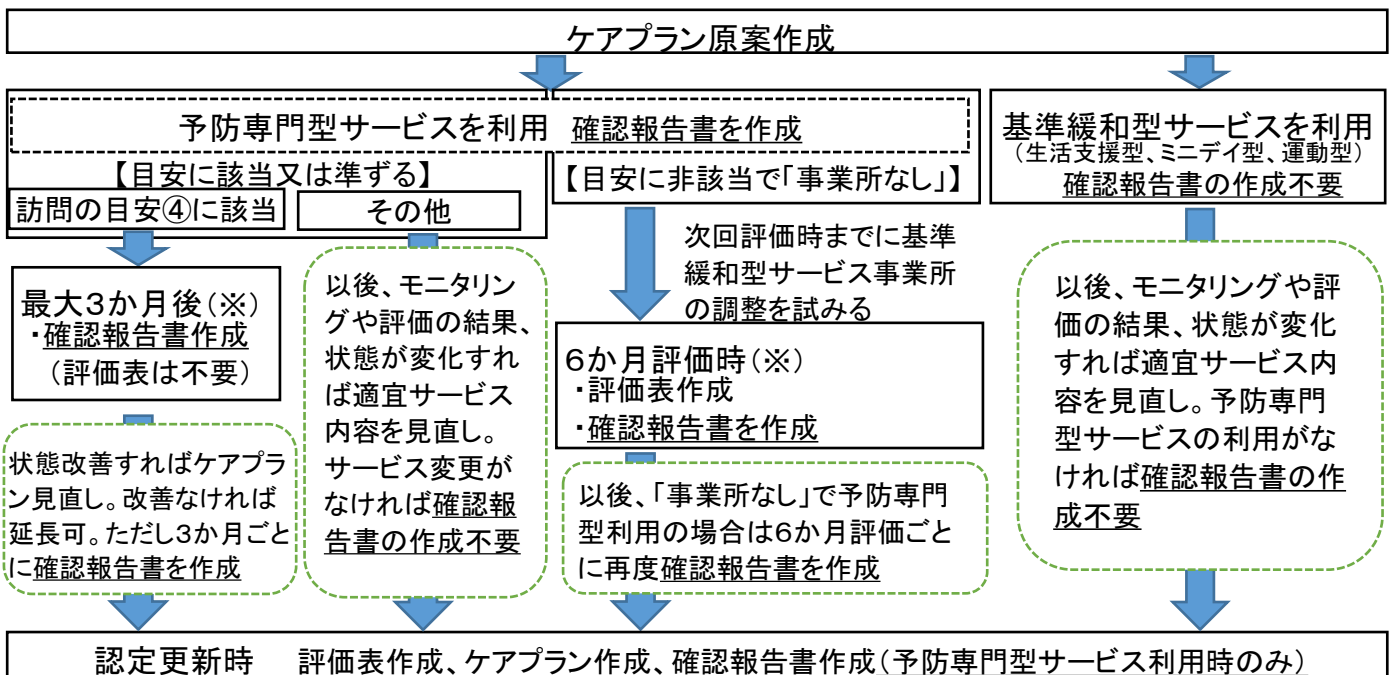 ケアプラン原案作成
予防専門型サービスを利用 確認報告書を作成
【目安に該当又は準ずる】
訪問の目安④に該当
その他
【目安に非該当で「事業所なし」】
基準緩和型サービスを利用
(生活支援型、ミニデイ型、運動型)
確認報告書の作成不要
最大3か月後(※)
・確認報告書作成
(評価表は不要)
状態改善すればケアプラ
ン見直し。改善なければ
延長可。ただし3か月ごと
に確認報告書を作成
以後、モニタリン
グや評価の結果、
状態が変化すれ
ば適宜サービス
内容を見直し。
サービス変更が
なければ確認報
告書の作成不要
次回評価時までに基準
緩和型サービス事業所
の調整を試みる
6か月評価時(※)
・評価表作成
・確認報告書を作成
以後、「事業所なし」で予防専門
型利用の場合は6か月評価ごと
に再度確認報告書を作成
以後、モニタリングや評
価の結果、状態が変化
すれば適宜サービス内
容を見直し。予防専門
型サービスの利用がな
ければ確認報告書の作
成不要
認定更新時 評価表作成、ケアプラン作成、確認報告書作成(予防専門型サービス利用時のみ)